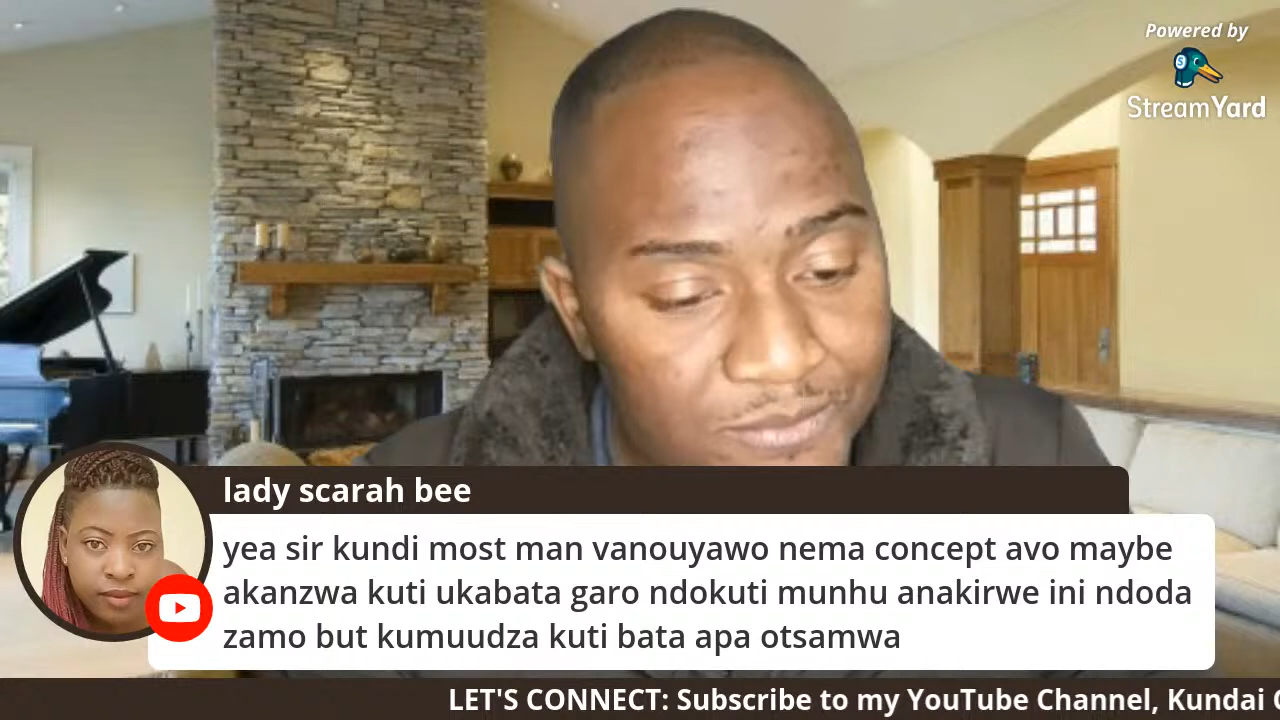 Powered by
StreamYard
lady scarah bee
yea sir kundi most man vanouyawo nema concept avo maybe
akanzwa kuti ukabata garo ndokuti munhu anakirwe ini ndoda
zamo but kumuudza kuti bata apa otsamwa
LET'S CONNECT: Subscribe to my YouTube Channel, Kundai